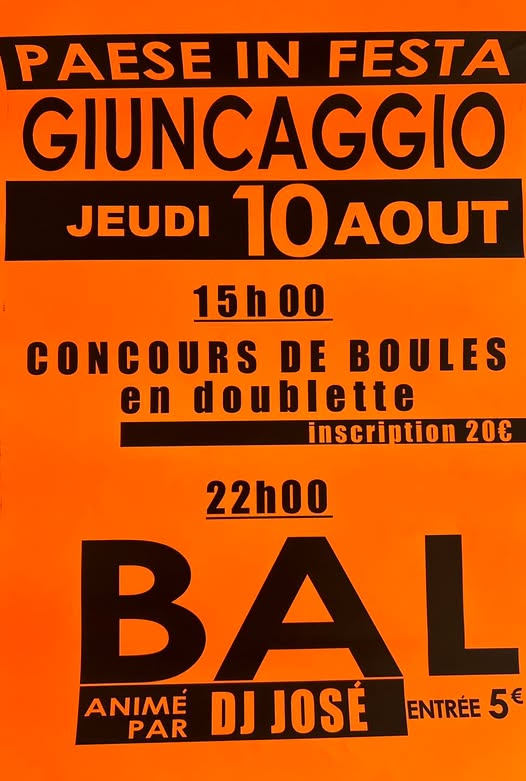 PAESE IN FESTA
GIUNCAGGIO
JEUDI 10 AOUT
15h00
CONCOURS DE BOULES
en doublette
inscription 20€
22h00
BAL
ANIMÉ PAR DJ JOSÉ
ENTRÉE 5€